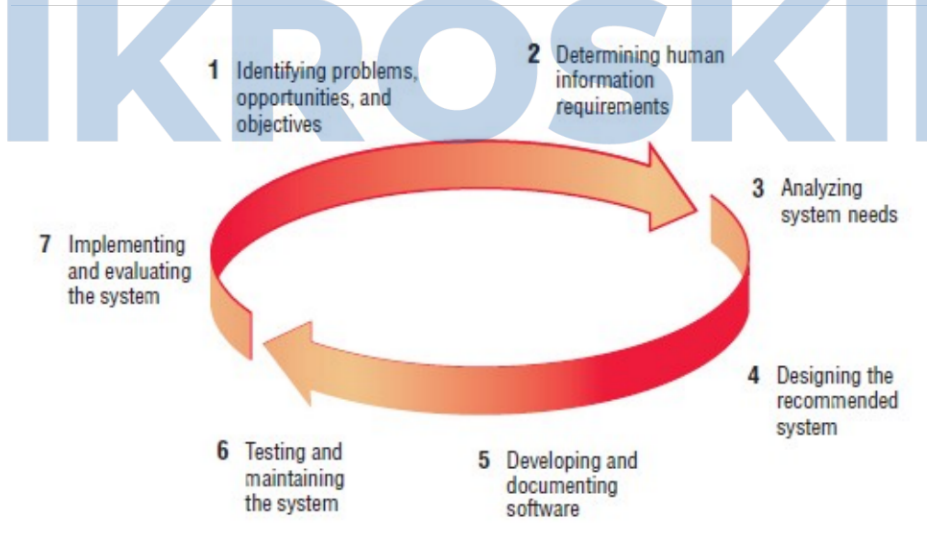 IKROSKI
1 Identifying problems,
opportunities, and
objectives
2 Determining human
information
requirements
3 Analyzing
system needs
4 Designing the
recommended
system
5 Developing and
documenting
software
6 Testing and
maintaining
the system
7 Implementing
and evaluating
the system